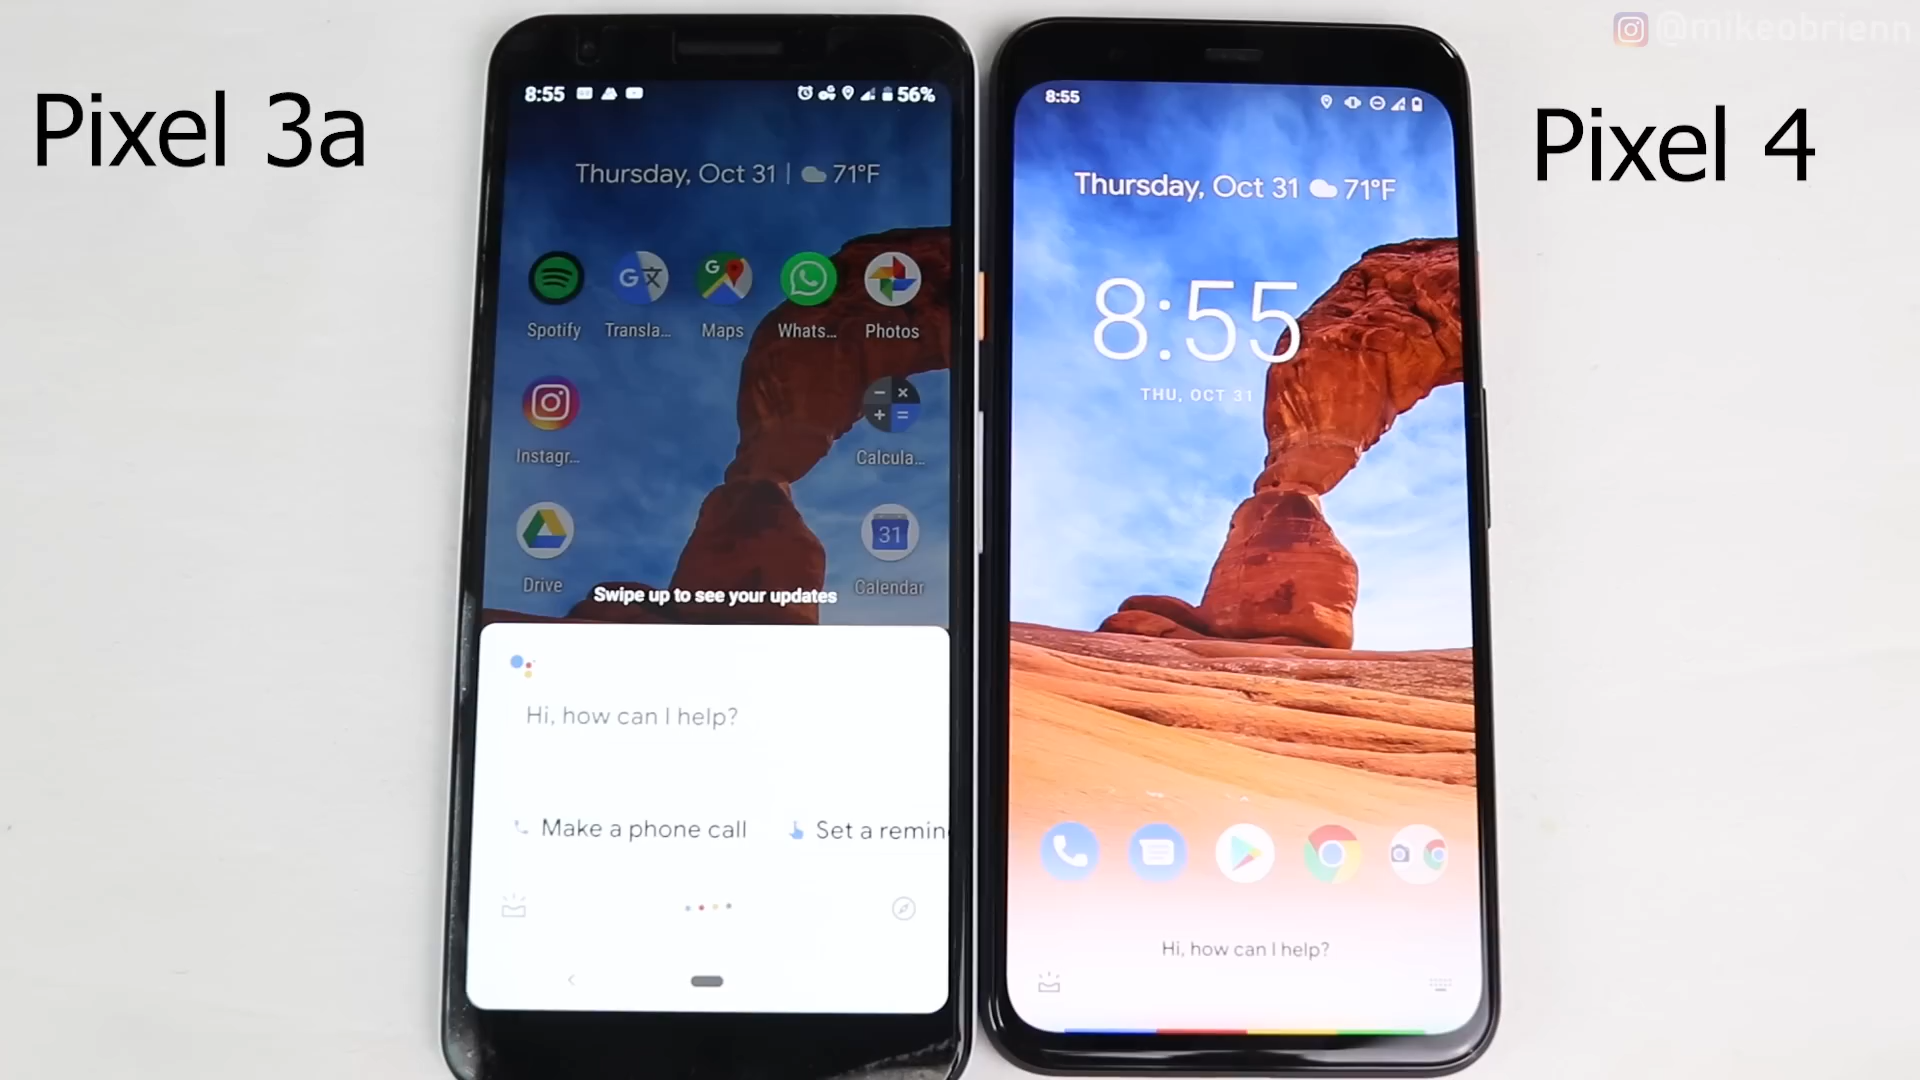 @mikeobrienn
Pixel 3a
Pixel 4
8:55
56%
Thursday, Oct 31 | 71°F
Spotify
Transla...
Maps
Whats...
Photos
Instagr...
Calcula...
Drive
31
Calendar
Swipe up to see your updates
Hi, how can I help?
Make a phone call
Set a remin
8:55
Thursday, Oct 31 71°F
8:55
THU, OCT 31
Hi, how can I help?